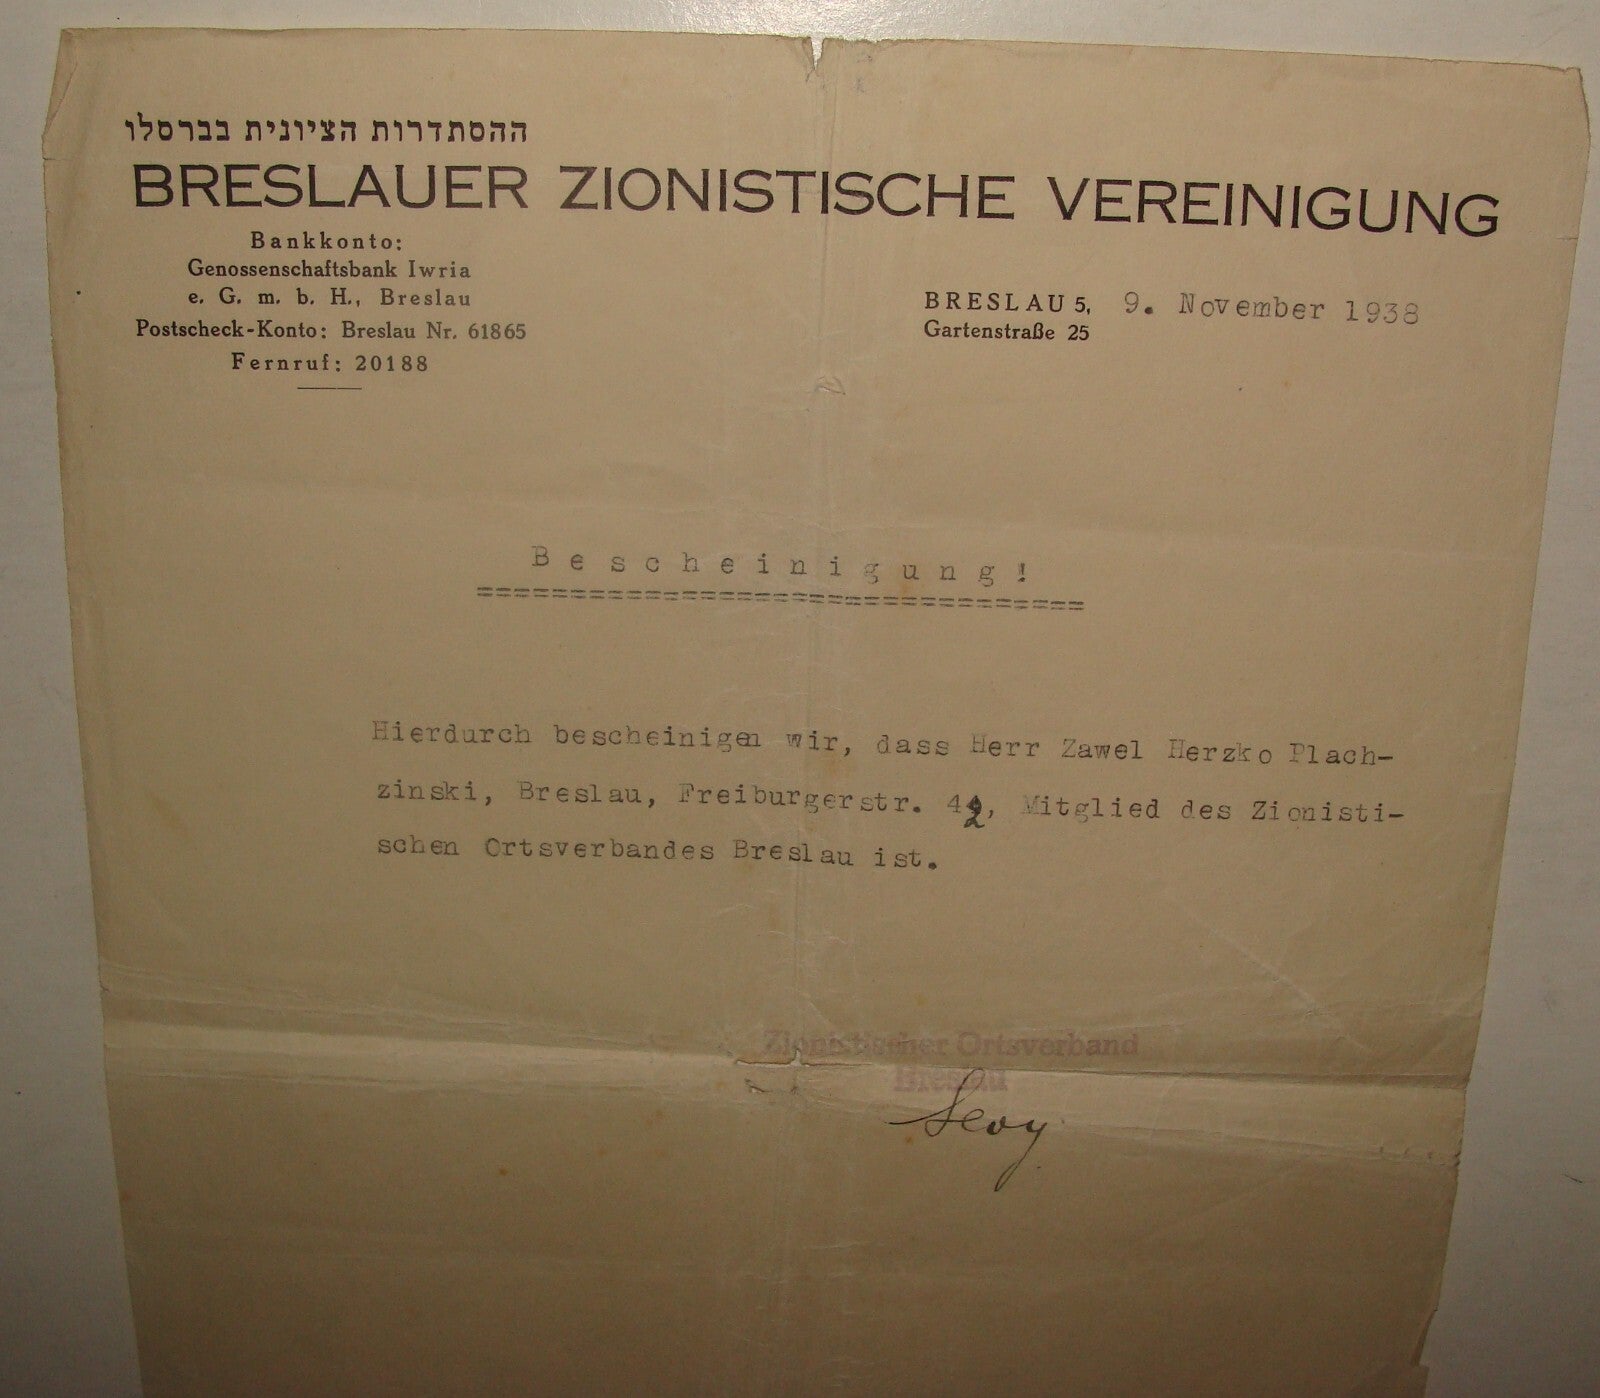 ההסתדרות הציונית בברסלו
BRESLAUER ZIONISTISCHE VEREINIGUNG
Bankkonto:
Genossenschaftsbank Iwria
e. G. m. b. H., Breslau
Postscheck-Konto: Breslau Nr. 61865
Fernruf: 20188
BRESLAU 5, 9. November 1938
Gartenstraße 25
Bescheinigung!
Hierdurch bescheinigen wir, dass Herr Zawel Herzko Plach-
zinski, Breslau, Freiburgerstr. 42, Mitglied des Zionisti-
schen Ortsverbandes Breslau ist.
Zionistischer Ortsverband
Breslau
Levy